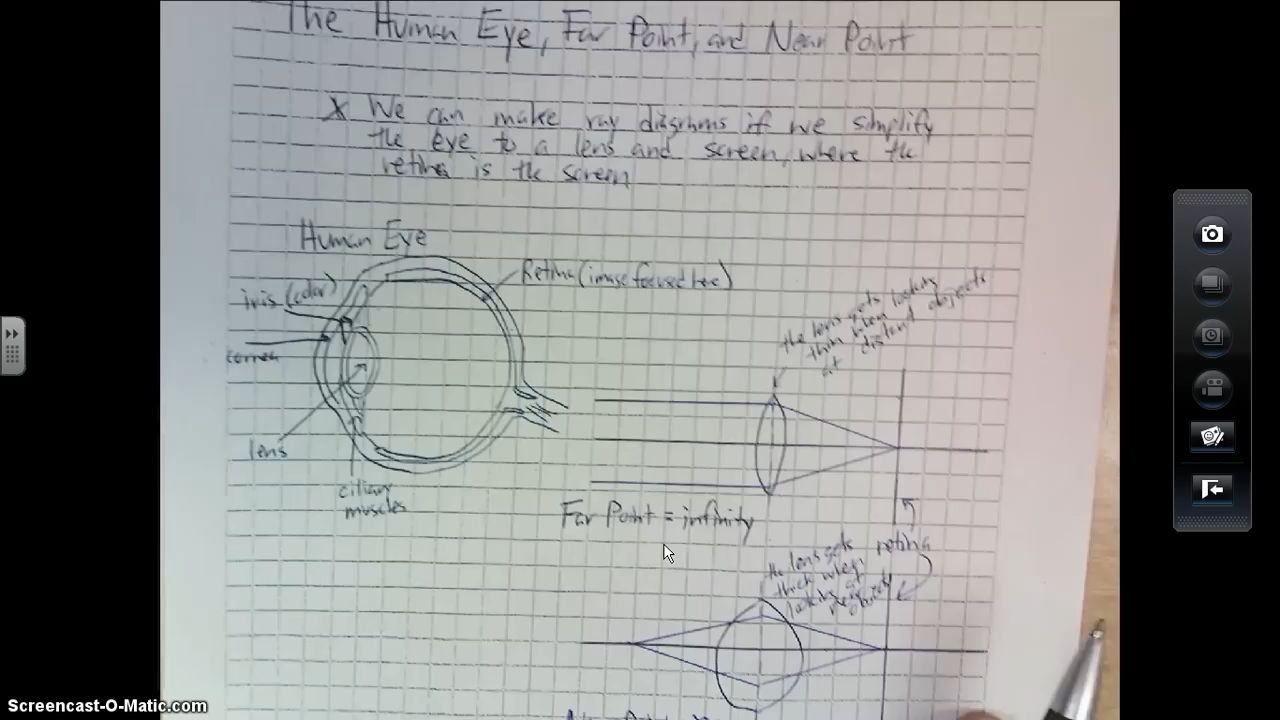 The Human Eye, Far Point, and Near Point
X We can make ray diagrams if we simplify
the eye to a lens and screen, where the
retina is the screen
Human Eye
Retina (image focused here)
iris (color)
cornea
lens
ciliary
muscles
the lens gets
thin when looking
at distant objects
Far Point = infinity
retina
the lens gets
thick when
looking at
near objects
Screencast-O-Matic.com